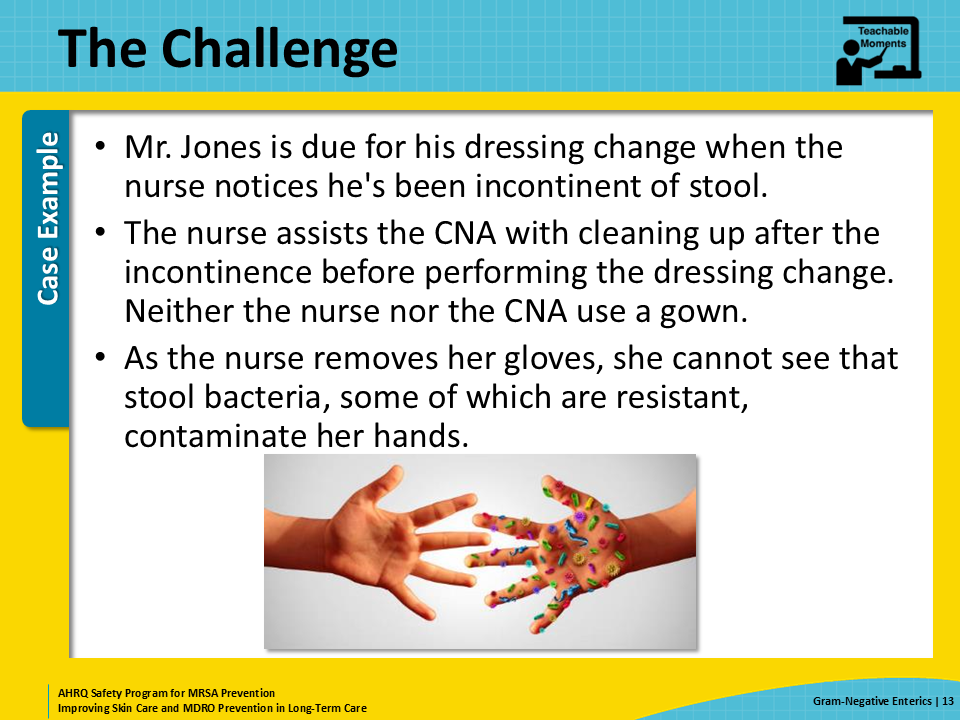 The Challenge
Teachable
Moments
Case Example
• Mr. Jones is due for his dressing change when the
nurse notices he's been incontinent of stool.
• The nurse assists the CNA with cleaning up after the
incontinence before performing the dressing change.
Neither the nurse nor the CNA use a gown.
• As the nurse removes her gloves, she cannot see that
stool bacteria, some of which are resistant,
contaminate her hands.
AHRQ Safety Program for MRSA Prevention
Improving Skin Care and MDRO Prevention in Long-Term Care
Gram-Negative Enterics | 13